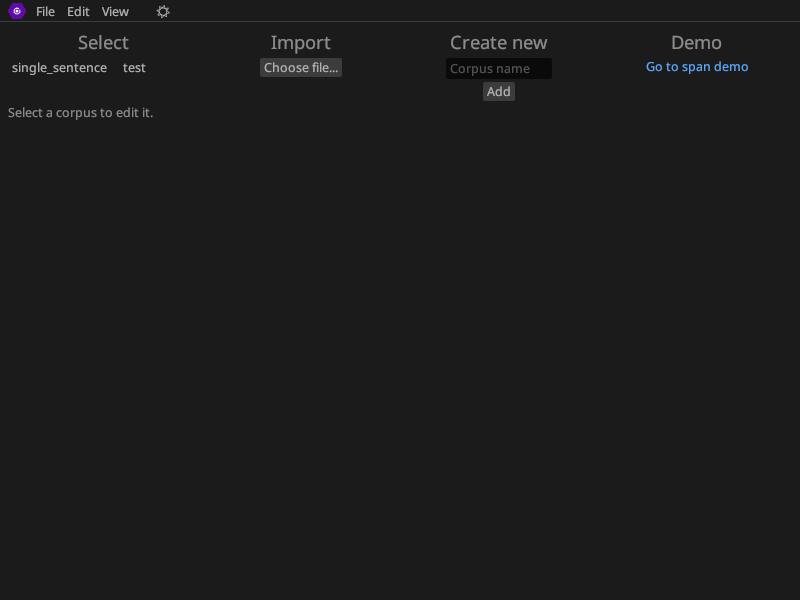 File Edit View
Select
single_sentence test
Import
Choose file...
Create new
Corpus name
Add
Demo
Go to span demo
Select a corpus to edit it.